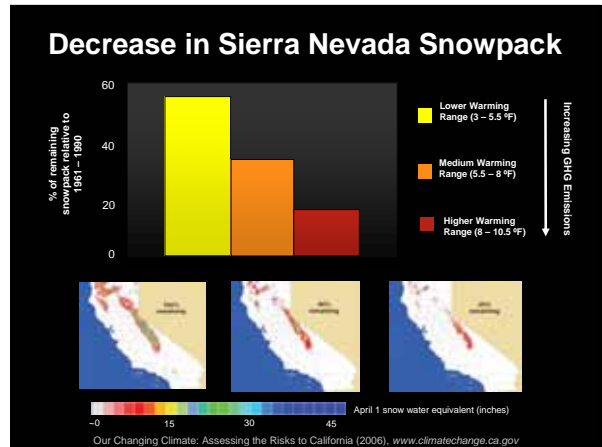 Decrease in Sierra Nevada Snowpack
% of remaining
snowpack relative to
1961 – 1990
60
40
20
0
Lower Warming
Range (3 – 5.5 ºF)
Medium Warming
Range (5.5 – 8 ºF)
Higher Warming
Range (8 – 10.5 ºF)
Increasing GHG Emissions
remaining
remaining
remaining
~0
15
30
45
April 1 snow water equivalent (inches)
Our Changing Climate: Assessing the Risks to California (2006), www.climatechange.ca.gov